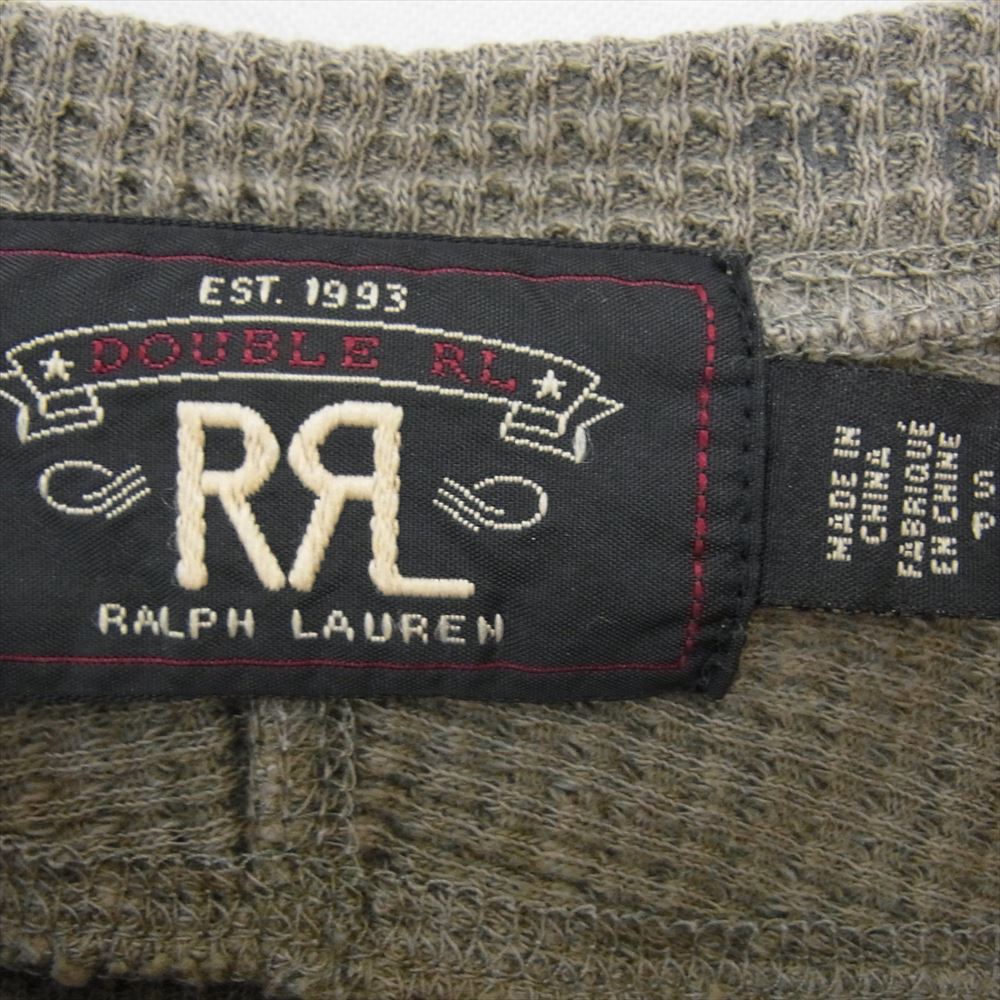 EST. 1993
DOUBLE RL
RRL
RALPH LAUREN
MADE IN
CHINA
FABRIQUÉ
EN CHINE
S
P